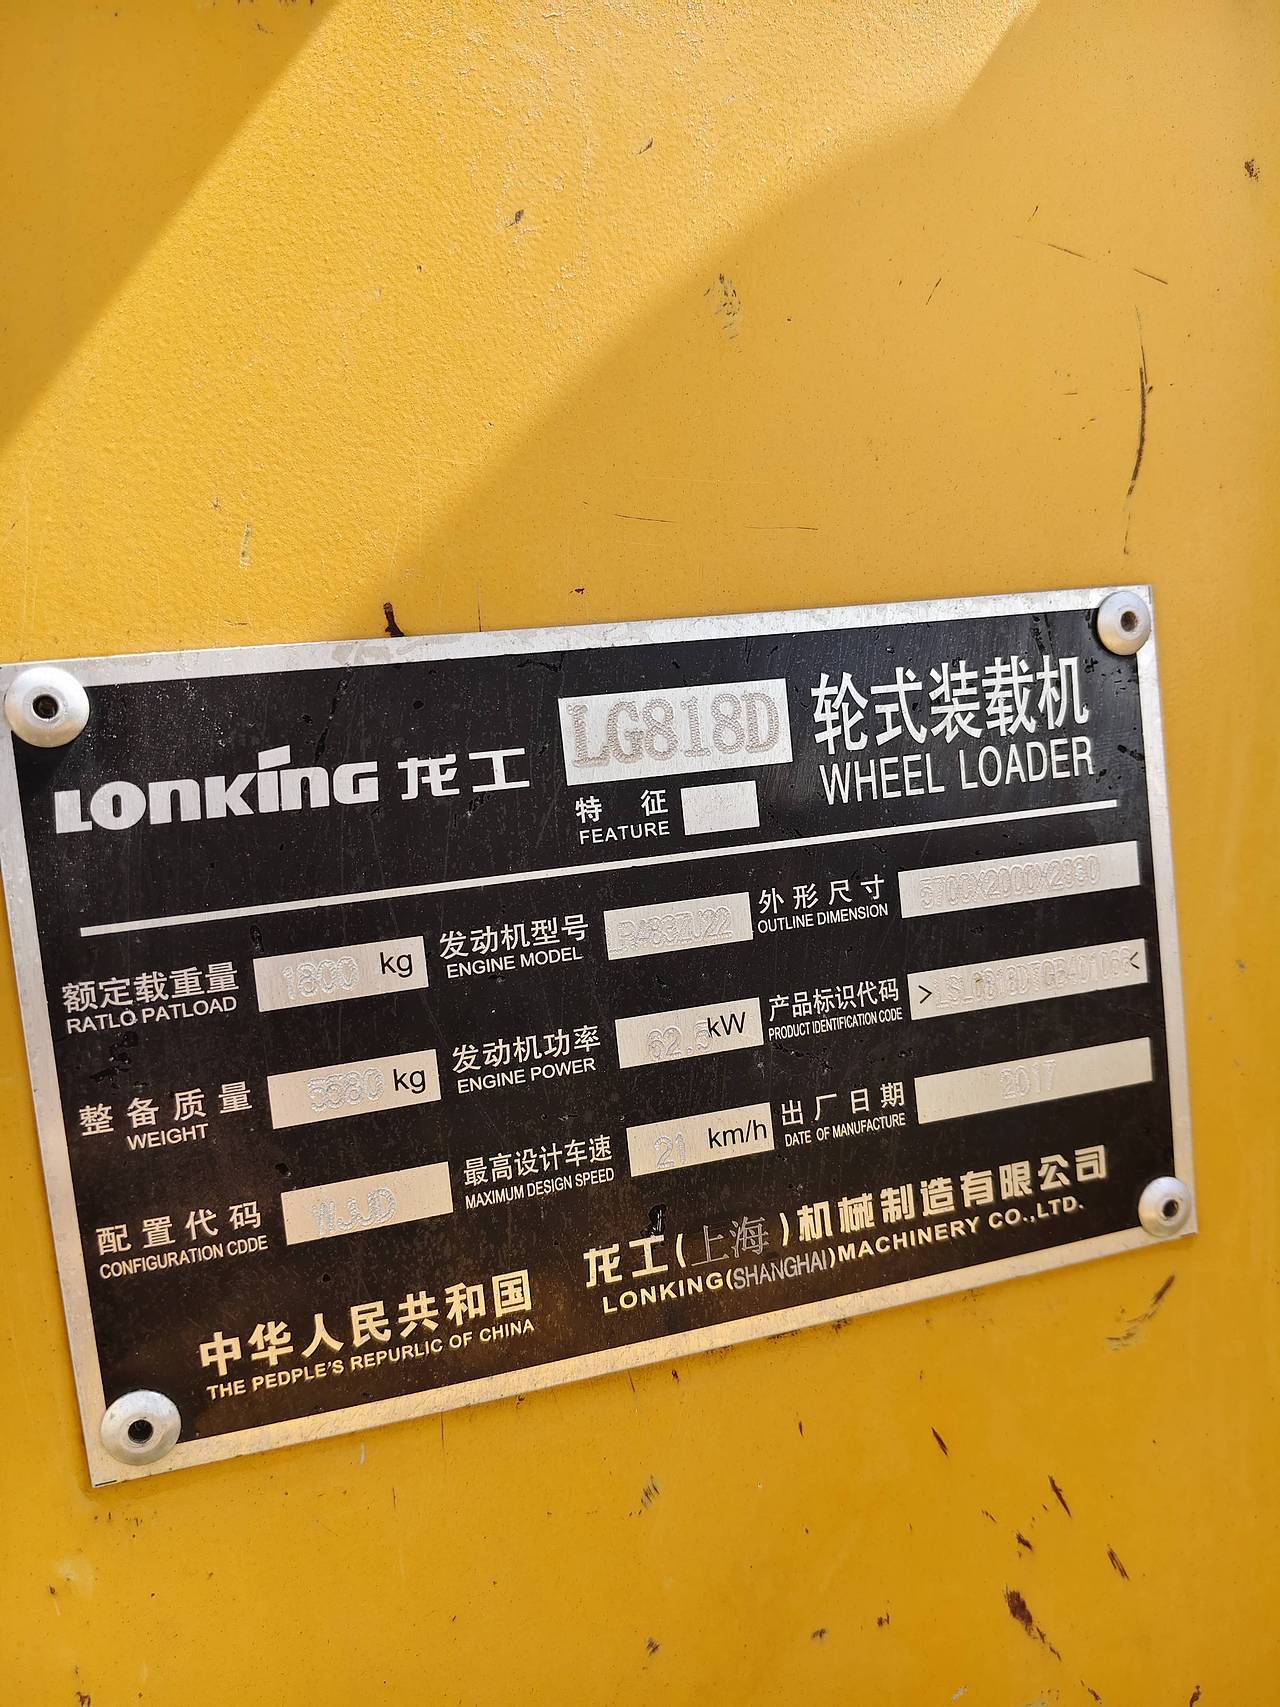 LONKING 龙工 LG818D 轮式装载机
WHEEL LOADER
特征
FEATURE
额定载重量 1800 kg
RATLO PATLOAD
发动机型号
ENGINE MODEL
外形尺寸 5700X2000X2960
OUTLINE DIMENSION
整备质量 5580 kg
WEIGHT
发动机功率 62.5kW
ENGINE POWER
产品标识代码
PRODUCT IDENTIFICATION CODE
配置代码 WJJD
CONFIGURATION CDDE
最高设计车速 21 km/h
MAXIMUM DESIGN SPEED
出厂日期 2017
DATE OF MANUFACTURE
中华人民共和国
THE PEDPLE'S REPURLIC OF CHINA
龙工(上海)机械制造有限公司
LONKING(SHANGHAI)MACHINERY CO.,LTD.